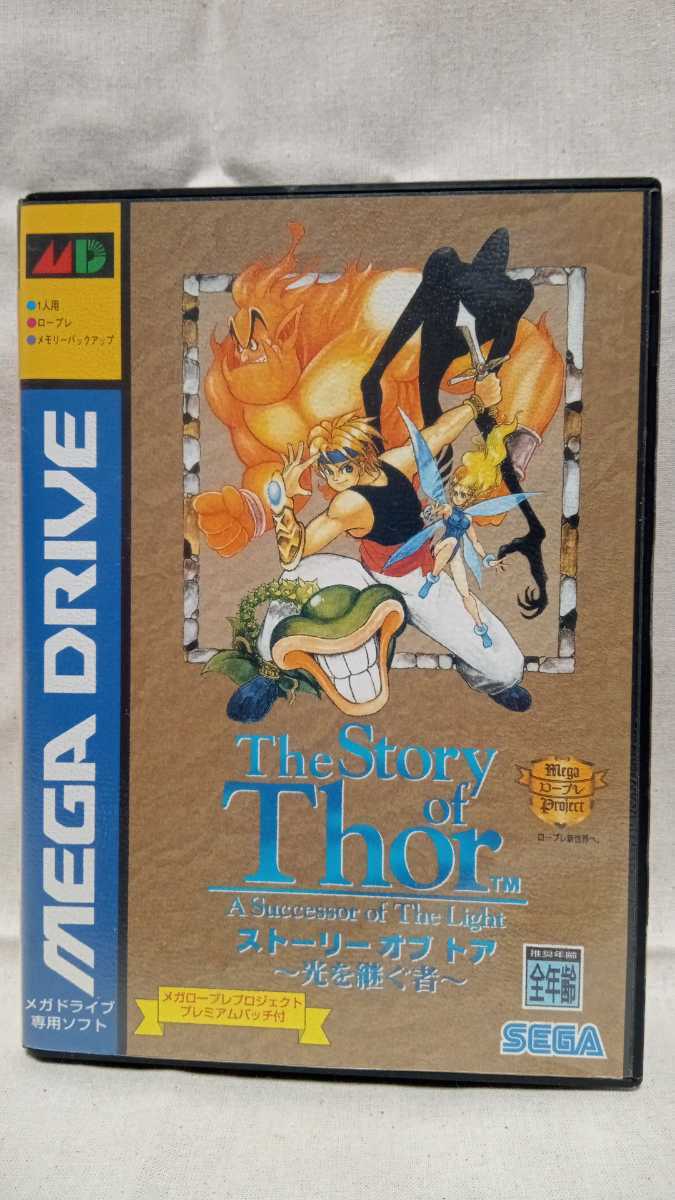 MD
●1人用
●ロープレ
●メモリーバックアップ
MEGA DRIVE
メガドライブ
専用ソフト
The Story
of
Thor™
A Successor of The Light
ストーリー オブ トア
〜光を継ぐ者〜
Mega
ロープレ
Project
ロープレ新世界へ。
メガロープレプロジェクト
プレミアムバッチ付
推奨年齢
全年齢
SEGA